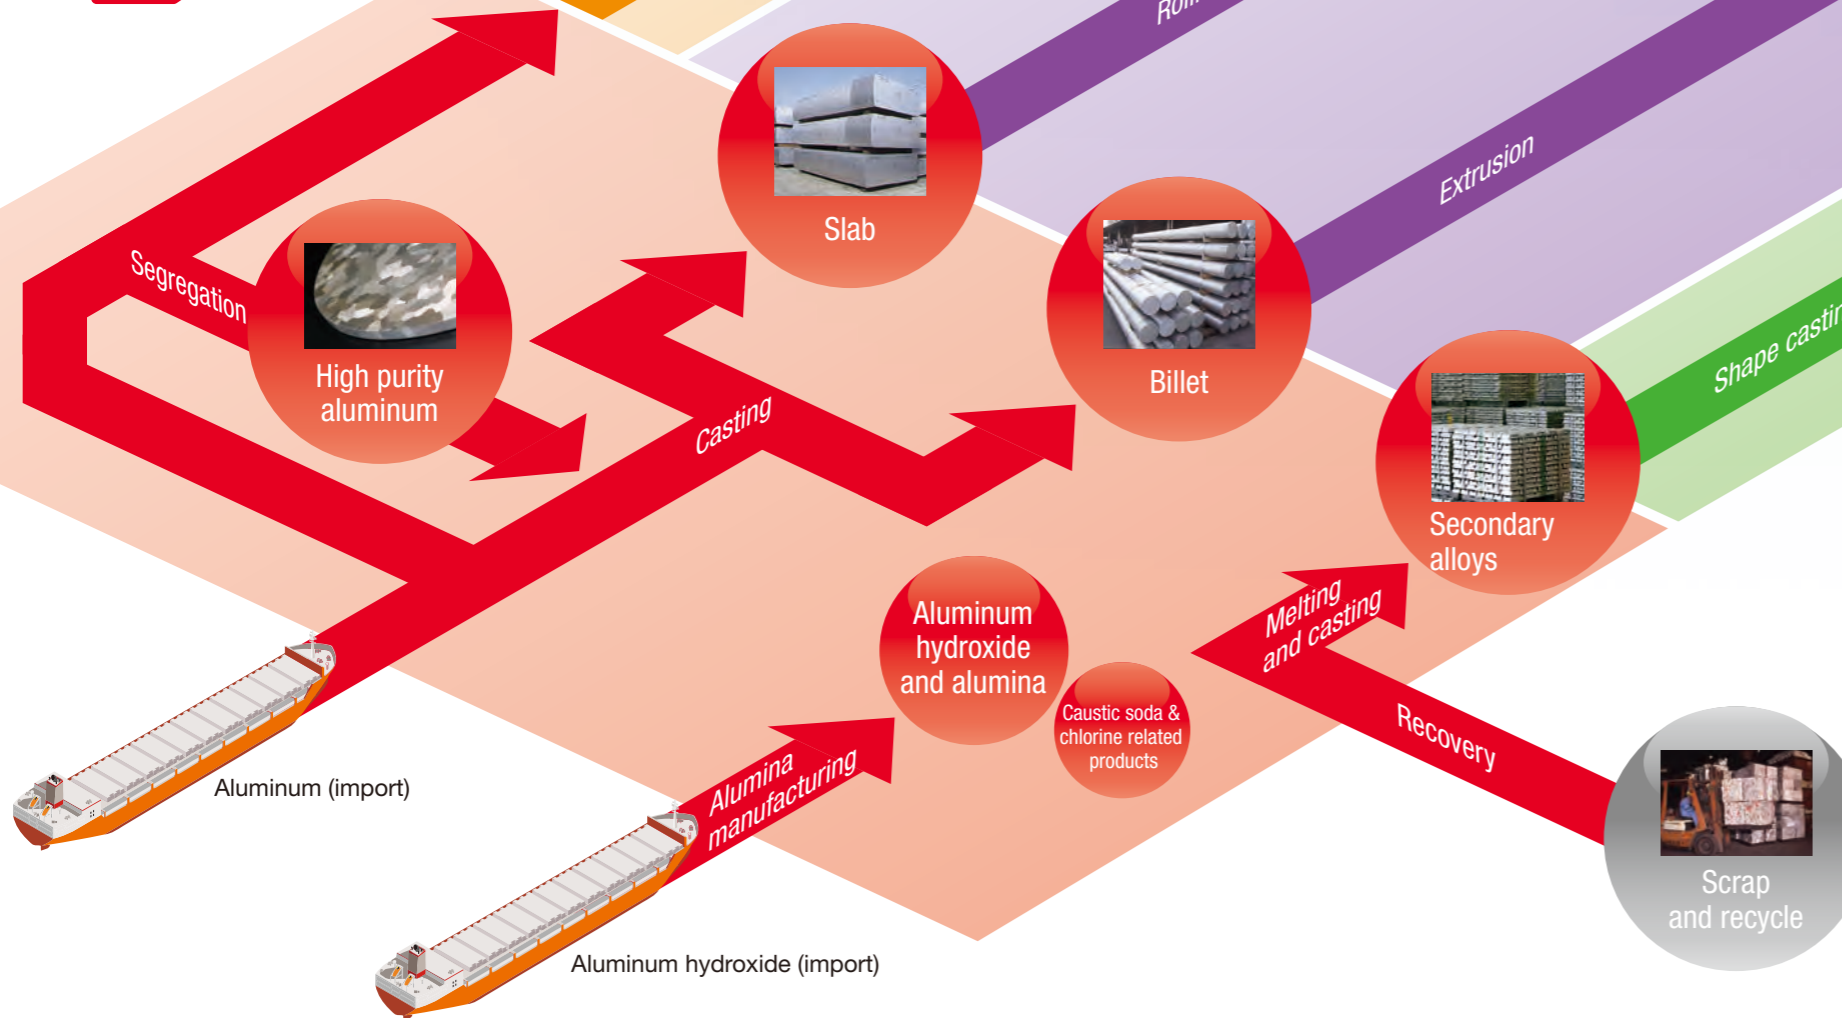 Slab
Extrusion
Segregation
High purity
aluminum
Billet
Casting
Secondary
alloys
Aluminum
hydroxide
and alumina
Melting
and casting
Caustic soda &
chlorine related
products
Recovery
Alumina
manufacturing
Aluminum (import)
Scrap
and recycle
Aluminum hydroxide (import)
Shape